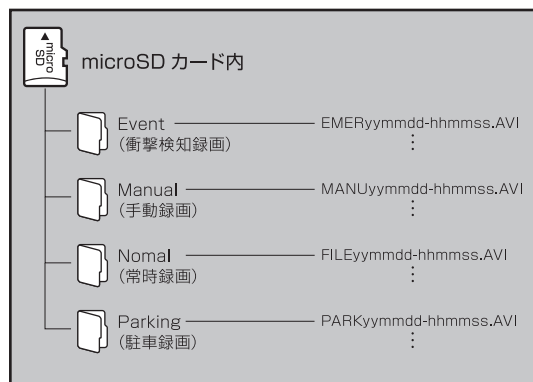 micro
SD
microSD カード内
Event EMERyymmdd-hhmmss.AVI
(衝撃検知録画)
Manual MANUyymmdd-hhmmss.AVI
(手動録画)
Nomal FILEyymmdd-hhmmss.AVI
(常時録画)
Parking PARKyymmdd-hhmmss.AVI
(駐車録画)